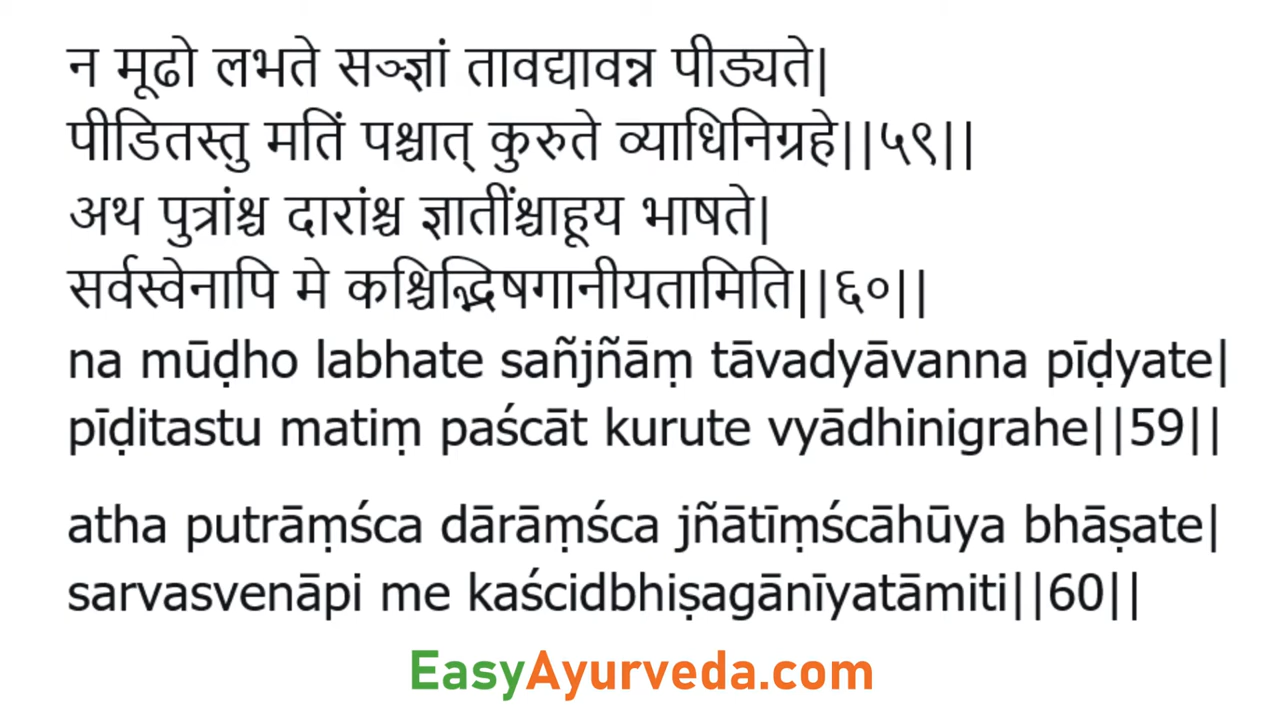 न मूढो लभते सञ्ज्ञां तावद्यावन्न पीड्यते|
पीडितस्तु मतिं पश्चात् कुरुते व्याधिनिग्रहे||५९||
अथ पुत्रांश्च दारांश्च ज्ञातींश्चाहूय भाषते|
सर्वस्वेनापि मे कश्चिद्भिषगानीयतामिति||६०||
na mūḍho labhate sañjñāṃ tāvadyāvanna pīḍyate|
pīḍitastu matiṃ paścāt kurute vyādhinigrahe||59||
atha putrāṃśca dārāṃśca jñātīṃścāhūya bhāṣate|
sarvasvenāpi me kaścidbhiṣagānīyatāmiti||60||
EasyAyurveda.com